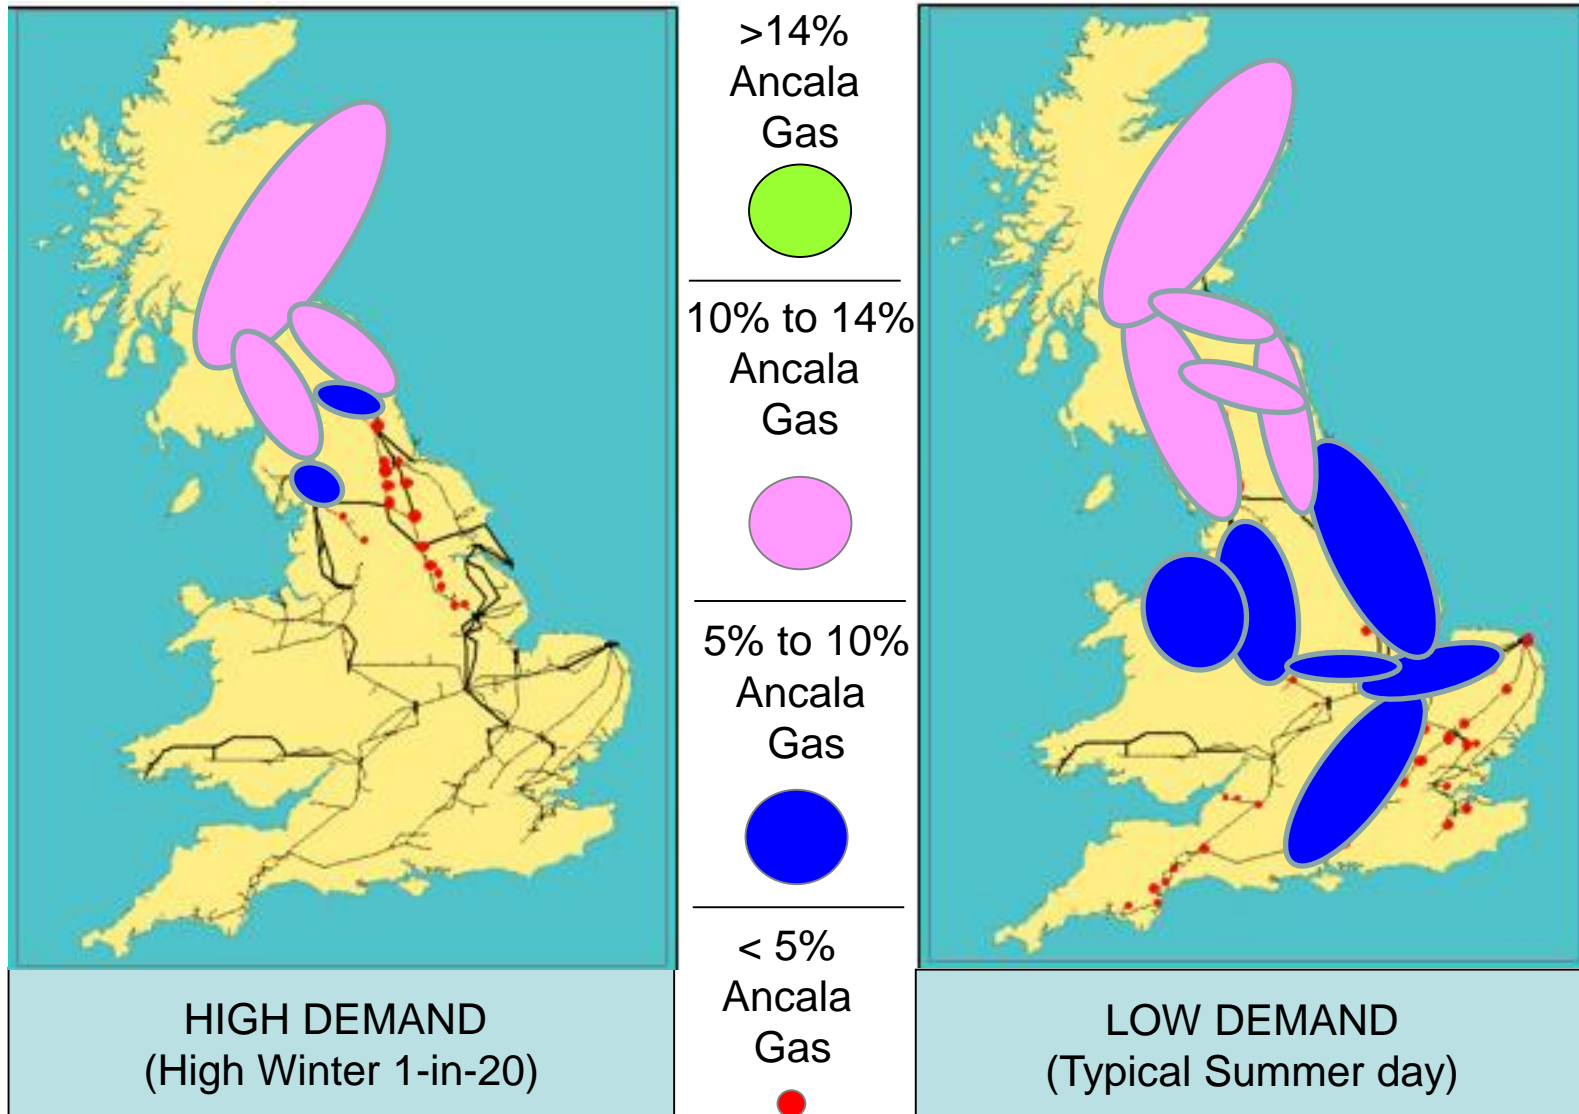 >14%
Ancala
Gas
10% to 14%
Ancala
Gas
5% to 10%
Ancala
Gas
< 5%
Ancala
Gas
HIGH DEMAND
(High Winter 1-in-20)
LOW DEMAND
(Typical Summer day)